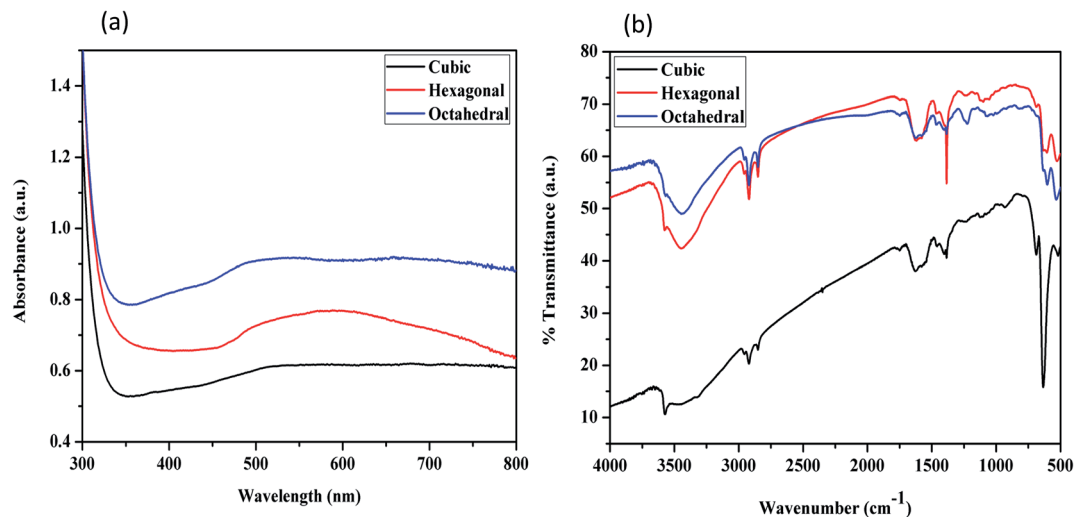 (a)
Absorbance (a.u.)
1.4
1.2
1.0
0.8
0.6
0.4
Cubic
Hexagonal
Octahedral
300 400 500 600 700 800
Wavelength (nm)
(b)
% Transmittance (a.u.)
80
70
60
50
40
30
20
10
Cubic
Hexagonal
Octahedral
4000 3500 3000 2500 2000 1500 1000 500
Wavenumber (cm-1)